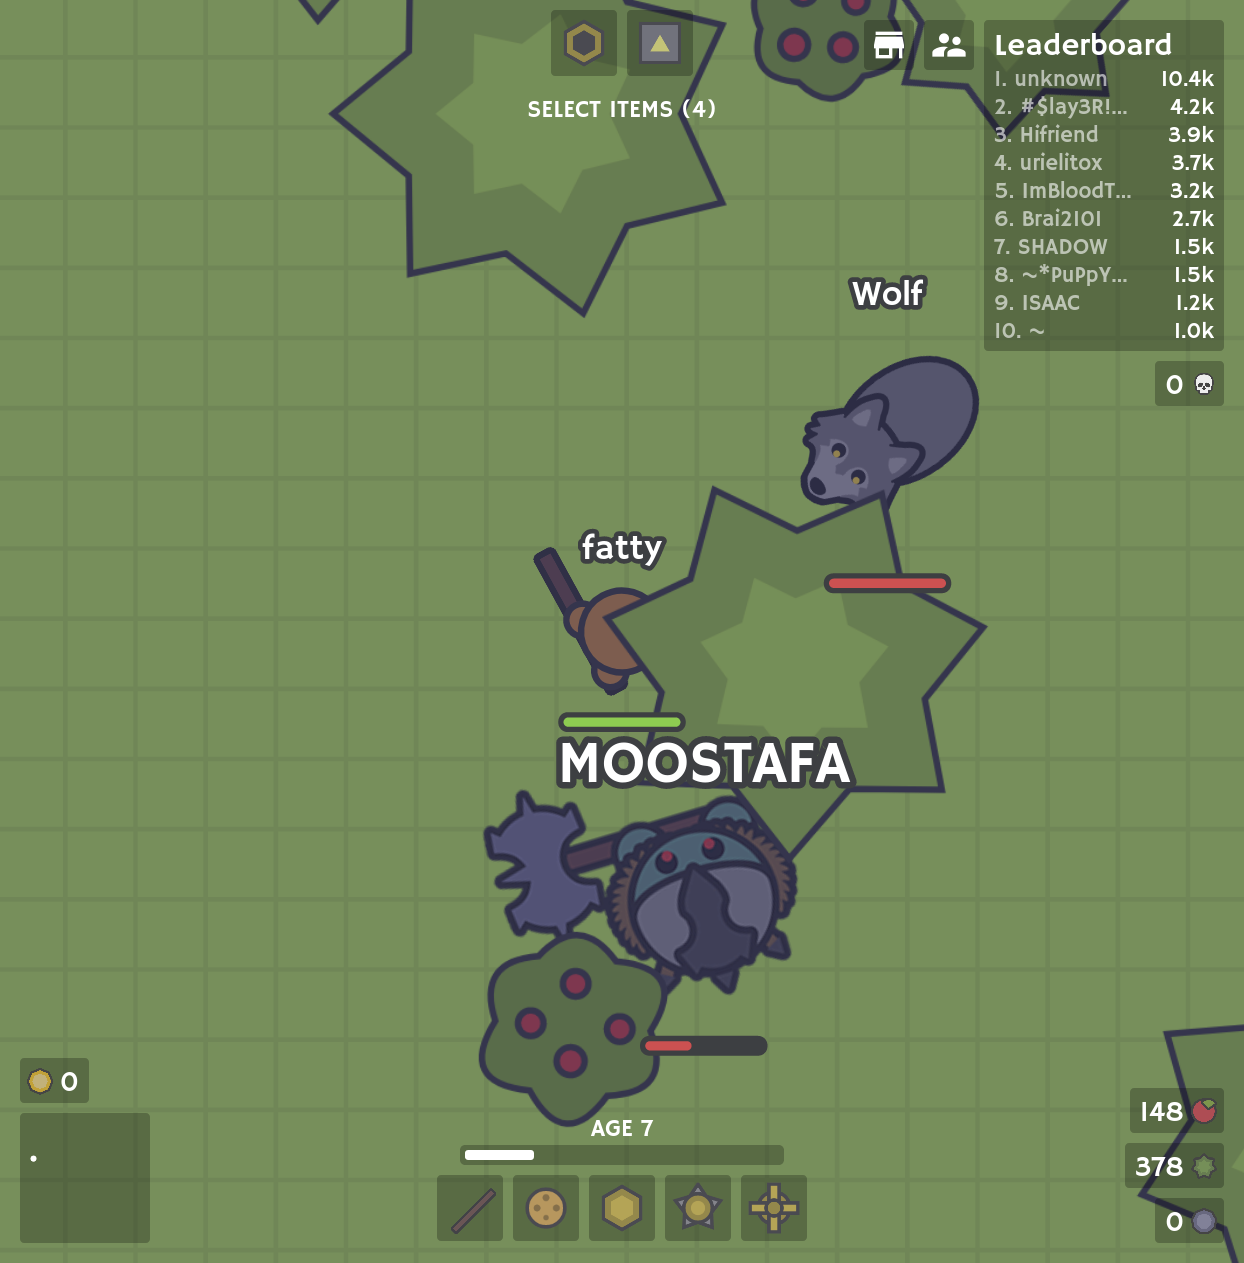 SELECT ITEMS (4)
Leaderboard
1. unknown 10.4k
2. #$lay3R!... 4.2k
3. Hifriend 3.9k
4. urielitox 3.7k
5. ImBloodT... 3.2k
6. Brai2101 2.7k
7. SHADOW 1.5k
8. ~*PuPpY... 1.5k
9. ISAAC 1.2k
10. ~ 1.0k
Wolf
0
fatty
MOOSTAFA
0
148
AGE 7
378
0